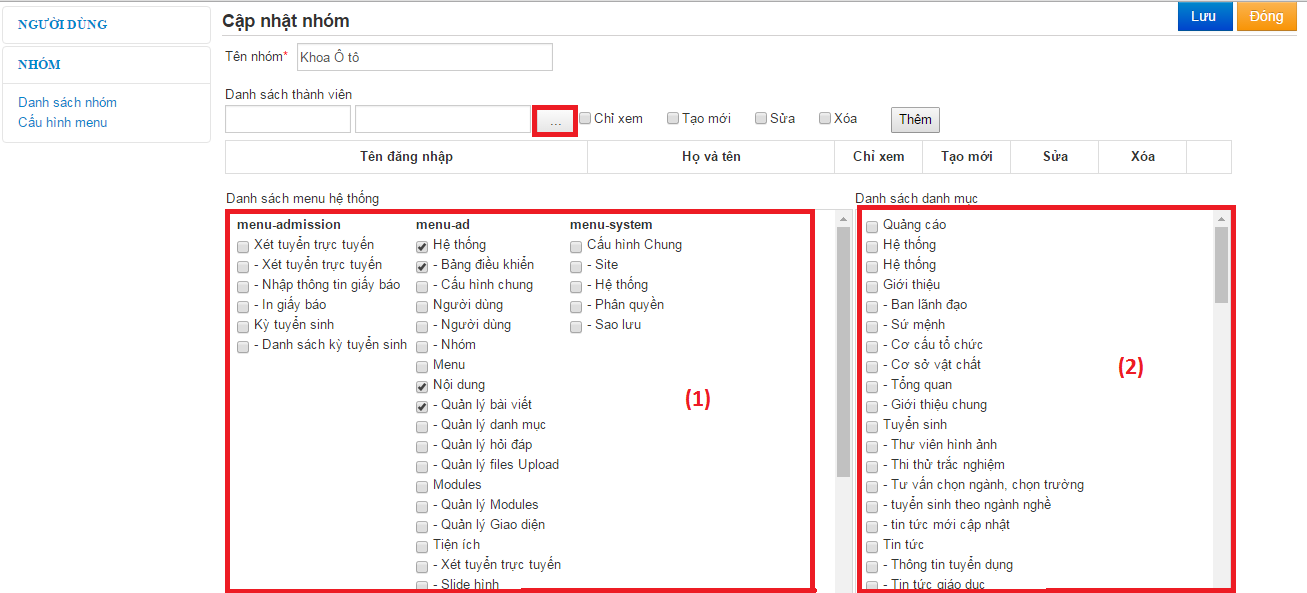 NGƯỜI DÙNG
NHÓM
Danh sách nhóm
Cấu hình menu
Cập nhật nhóm
Lưu
Đóng
Tên nhóm*
Khoa Ô tô
Danh sách thành viên
...
Chỉ xem
Tạo mới
Sửa
Xóa
Thêm
Tên đăng nhập
Họ và tên
Chỉ xem
Tạo mới
Sửa
Xóa
Danh sách menu hệ thống
menu-admission
Xét tuyển trực tuyến
- Xét tuyển trực tuyến
- Nhập thông tin giấy báo
- In giấy báo
Kỳ tuyển sinh
- Danh sách kỳ tuyển sinh
menu-ad
Hệ thống
- Bảng điều khiển
- Cấu hình chung
Người dùng
- Người dùng
- Nhóm
Menu
Nội dung
- Quản lý bài viết
- Quản lý danh mục
- Quản lý hỏi đáp
- Quản lý files Upload
Modules
- Quản lý Modules
- Quản lý Giao diện
Tiện ích
- Xét tuyển trực tuyến
- Slide hình
menu-system
Cấu hình Chung
- Site
- Hệ thống
- Phân quyền
- Sao lưu
(1)
Danh sách danh mục
Quảng cáo
Hệ thống
Hệ thống
Giới thiệu
- Ban lãnh đạo
- Sứ mệnh
- Cơ cấu tổ chức
- Cơ sở vật chất
- Tổng quan
- Giới thiệu chung
Tuyển sinh
- Thư viên hình ảnh
- Thi thử trắc nghiệm
- Tư vấn chọn ngành, chọn trường
- tuyển sinh theo ngành nghề
- tin tức mới cập nhật
Tin tức
- Thông tin tuyển dụng
- Tin tức giáo dục
(2)